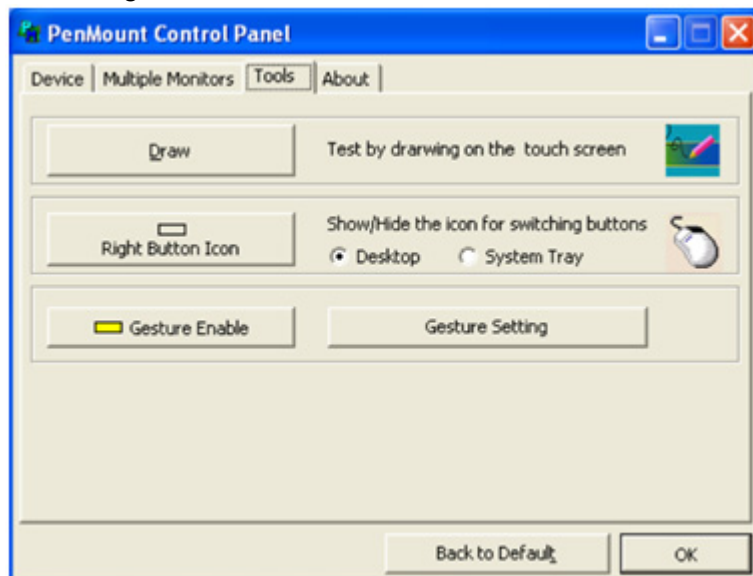 PenMount Control Panel
Device Multiple Monitors Tools About
Draw Test by drarwing on the touch screen
Right Button Icon Show/Hide the icon for switching buttons
Desktop System Tray
Gesture Enable Gesture Setting
Back to Default OK